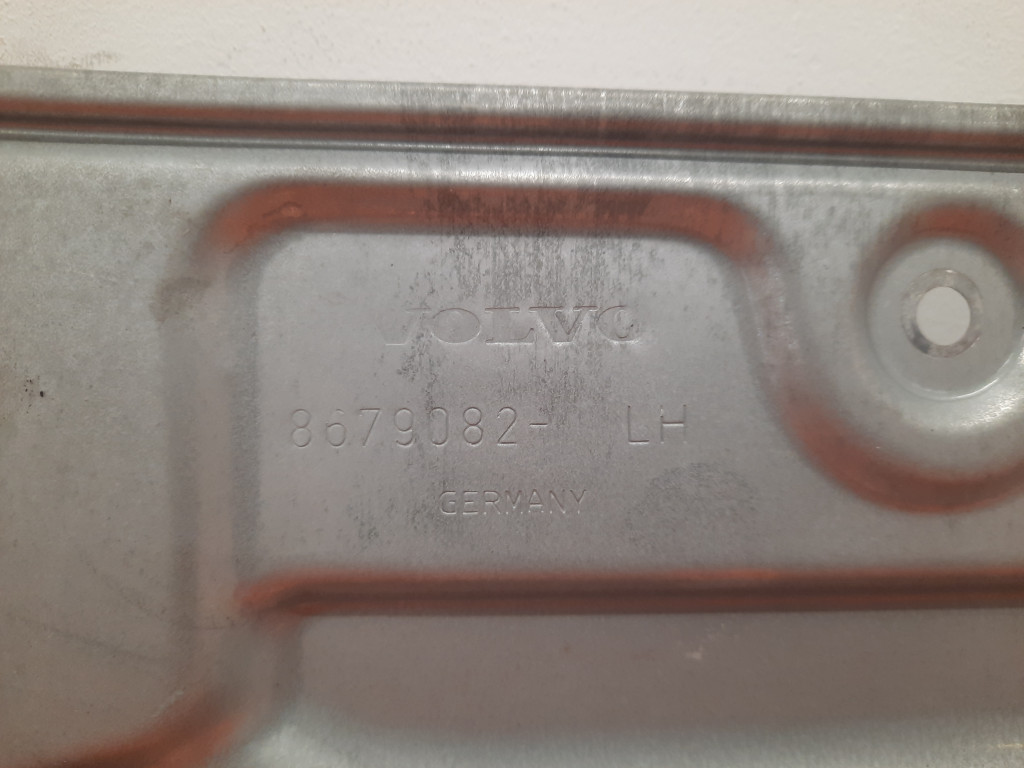 VOLVO
8679082- LH
GERMANY